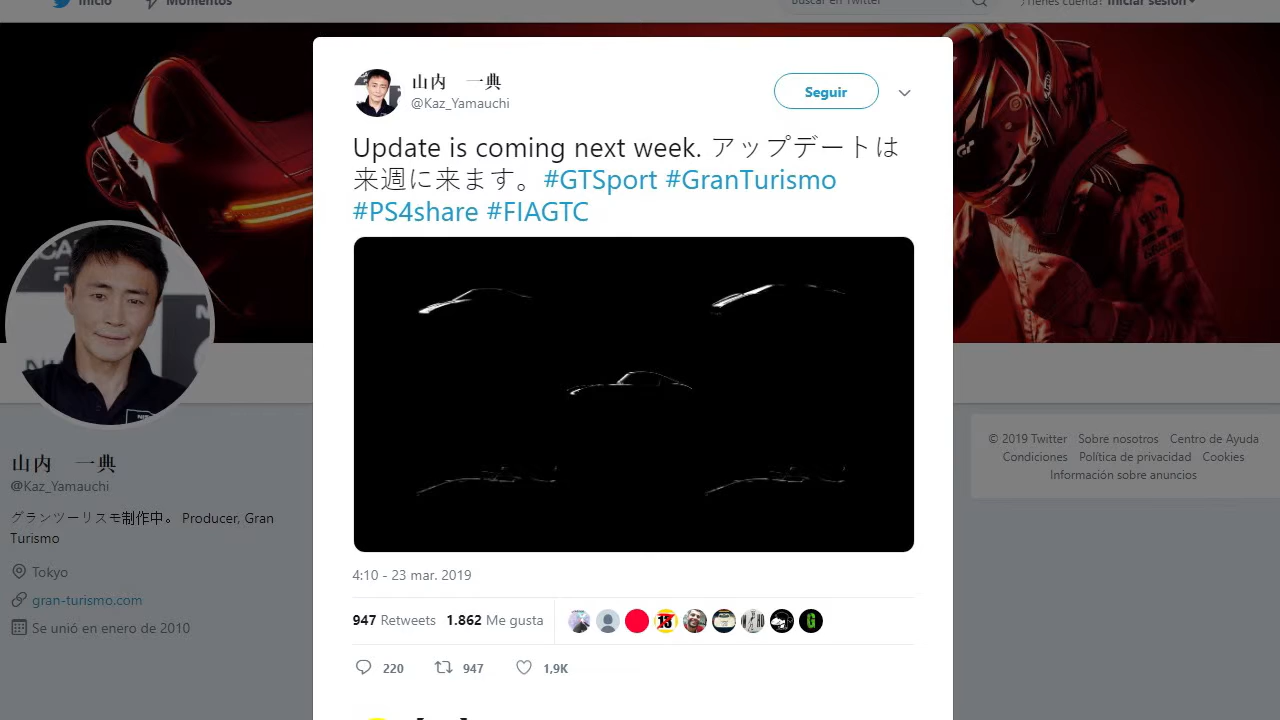 Inicio
Momentos
Buscar en Twitter
¿Tienes cuenta? Iniciar sesión
山内　一典
@Kaz_Yamauchi
Seguir
Update is coming next week. アップデートは
来週に来ます。#GTSport #GranTurismo
#PS4share #FIAGTC
4:10 - 23 mar. 2019
947 Retweets 1.862 Me gusta
220 947 1,9K
山内　一典
@Kaz_Yamauchi
グランツーリスモ制作中。 Producer, Gran
Turismo
Tokyo
gran-turismo.com
Se unió en enero de 2010
© 2019 Twitter Sobre nosotros Centro de Ayuda
Condiciones Política de privacidad Cookies
Información sobre anuncios